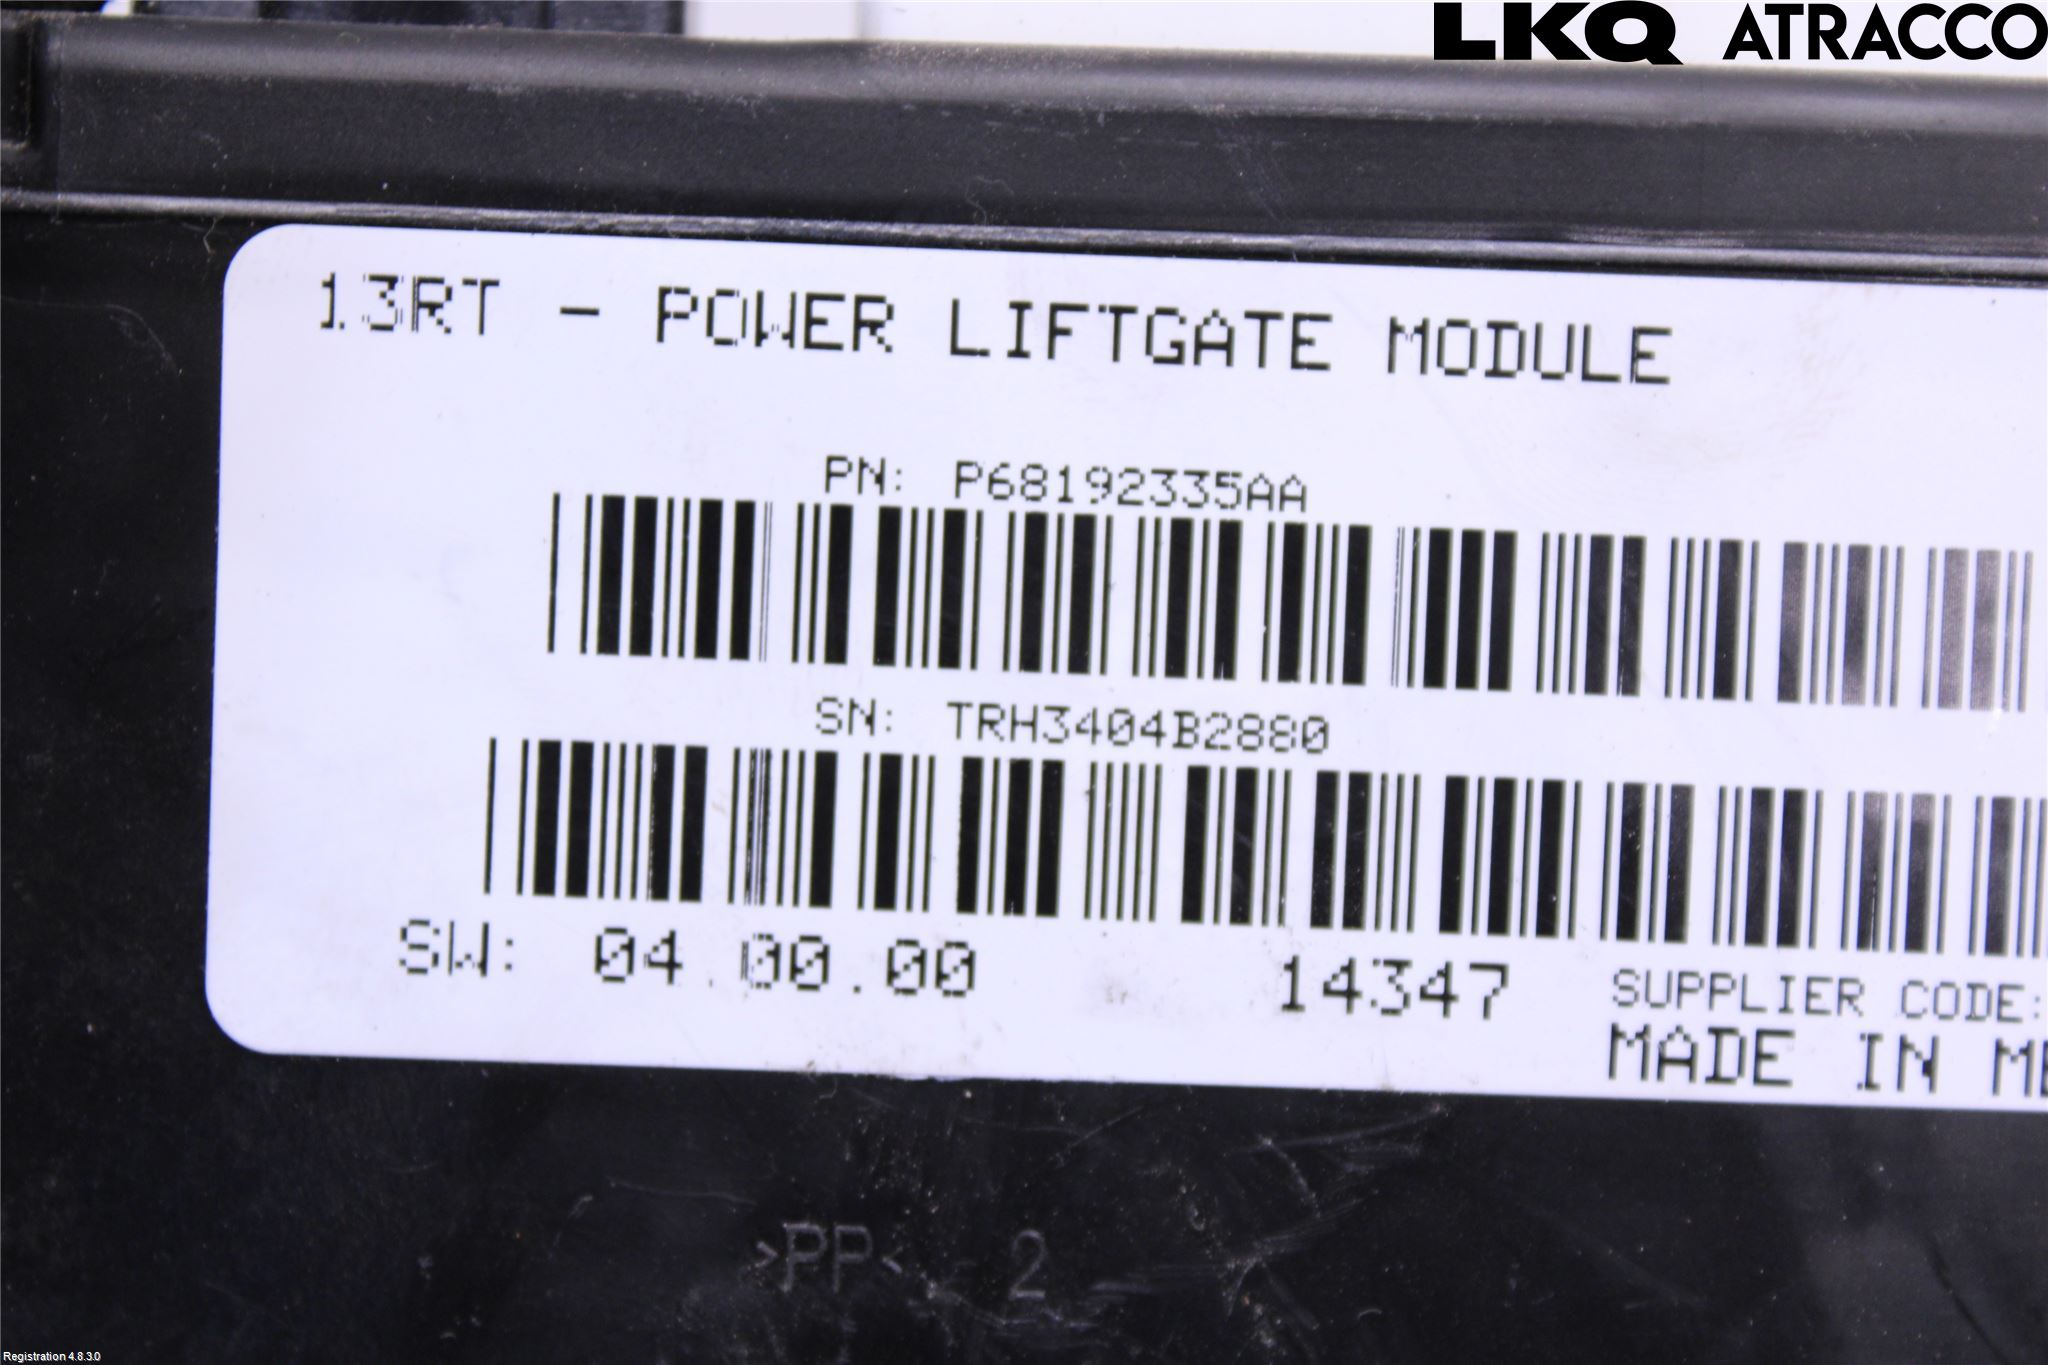 LKQ ATRACCO
13RT - POWER LIFTGATE MODULE
PN: P68192335AA
SN: TRH3404B2880
SW: 04.00.00 14347 SUPPLIER CODE:
MADE IN ME
>PP< - 2
Registration 4.8.3.0